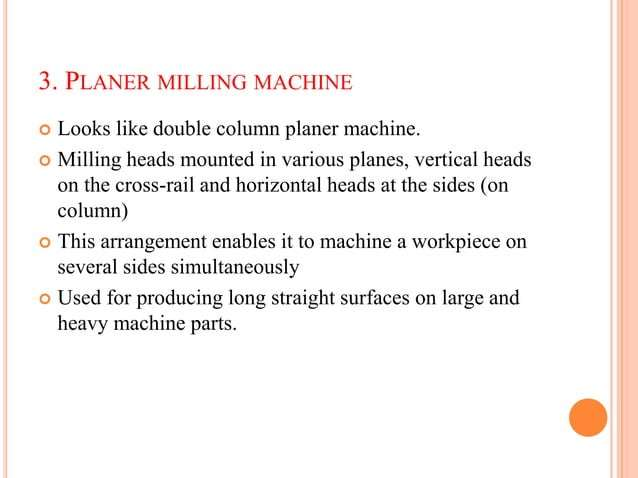 3. Planer milling machine
Looks like double column planer machine.
Milling heads mounted in various planes, vertical heads
on the cross-rail and horizontal heads at the sides (on
column)
This arrangement enables it to machine a workpiece on
several sides simultaneously
Used for producing long straight surfaces on large and
heavy machine parts.